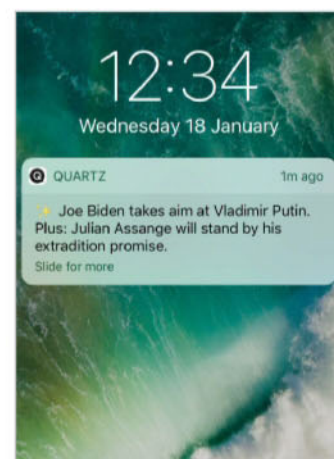 12:34
Wednesday 18 January
QUARTZ 1m ago
✨ Joe Biden takes aim at Vladimir Putin.
Plus: Julian Assange will stand by his
extradition promise.
Slide for more